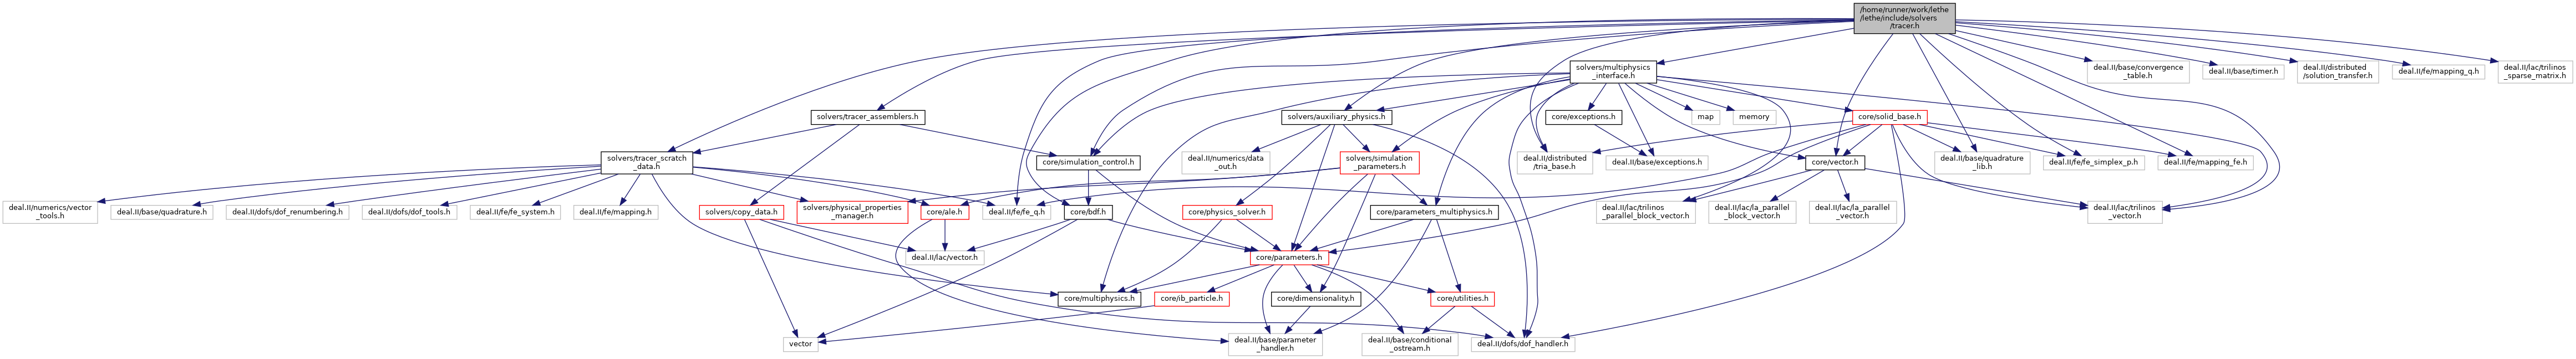 /home/runner/work/lethe
/lethe/include/solvers
/tracer.h
solvers/multiphysics
_interface.h
deal.II/base/convergence
_table.h
deal.II/base/timer.h
deal.II/distributed
/solution_transfer.h
deal.II/fe/mapping_q.h
deal.II/lac/trilinos
_sparse_matrix.h
solvers/tracer_assemblers.h
solvers/auxiliary_physics.h
core/exceptions.h
map
memory
core/solid_base.h
solvers/tracer_scratch
_data.h
core/simulation_control.h
deal.II/numerics/data
_out.h
solvers/simulation
_parameters.h
deal.II/distributed
/tria_base.h
deal.II/base/exceptions.h
core/vector.h
deal.II/base/quadrature
_lib.h
deal.II/fe/fe_simplex_p.h
deal.II/fe/mapping_fe.h
deal.II/numerics/vector
_tools.h
deal.II/base/quadrature.h
deal.II/dofs/dof_renumbering.h
deal.II/dofs/dof_tools.h
deal.II/fe/fe_system.h
deal.II/fe/mapping.h
solvers/copy_data.h
solvers/physical_properties
_manager.h
core/ale.h
deal.II/fe/fe_q.h
core/bdf.h
core/physics_solver.h
core/parameters_multiphysics.h
deal.II/lac/trilinos
_parallel_block_vector.h
deal.II/lac/la_parallel
_block_vector.h
deal.II/lac/la_parallel
_vector.h
deal.II/lac/trilinos
_vector.h
deal.II/lac/vector.h
core/parameters.h
core/multiphysics.h
core/ib_particle.h
core/dimensionality.h
core/utilities.h
vector
deal.II/base/parameter
_handler.h
deal.II/base/conditional
_ostream.h
deal.II/dofs/dof_handler.h